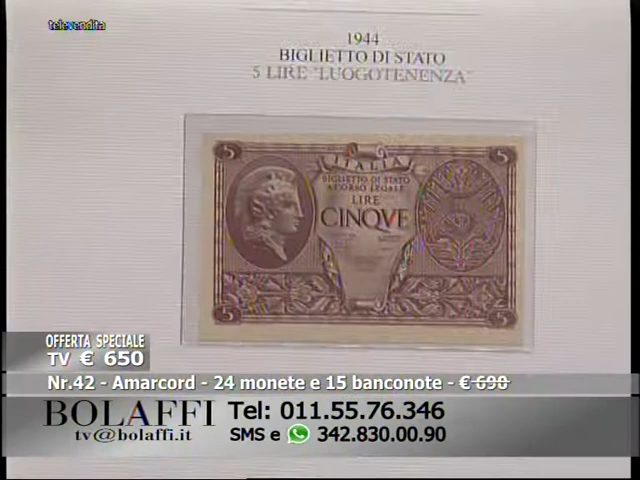 televendita
1944
BIGLIETTO DI STATO
5 LIRE "LUOGOTENENZA"
5
5
ITALIA
BIGLIETTO DI STATO
A CORSO LEGALE
LIRE
CINQVE
5
5
OFFERTA SPECIALE
TV € 650
Nr.42 - Amarcord - 24 monete e 15 banconote - € 690
BOLAFFI
tv@bolaffi.it
Tel: 011.55.76.346
SMS e 342.830.00.90